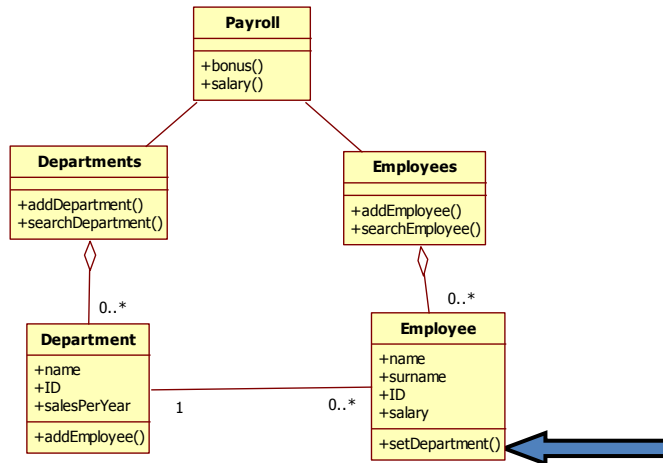 Payroll
+bonus()
+salary()
Departments
+addDepartment()
+searchDepartment()
Employees
+addEmployee()
+searchEmployee()
0..*
0..*
Department
+name
+ID
+salesPerYear
+addEmployee()
1
0..*
Employee
+name
+surname
+ID
+salary
+setDepartment()